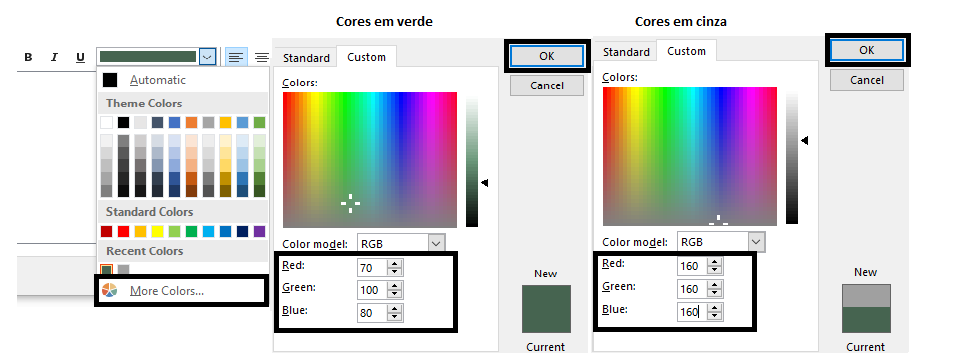 Cores em verde
Cores em cinza
B I U
Automatic
Theme Colors
Standard Colors
Recent Colors
More Colors...
Standard Custom
OK
Cancel
Colors:
Color model: RGB
Red: 70
Green: 100
Blue: 80
New
Current
Standard Custom
OK
Cancel
Colors:
Color model: RGB
Red: 160
Green: 160
Blue: 160
New
Current